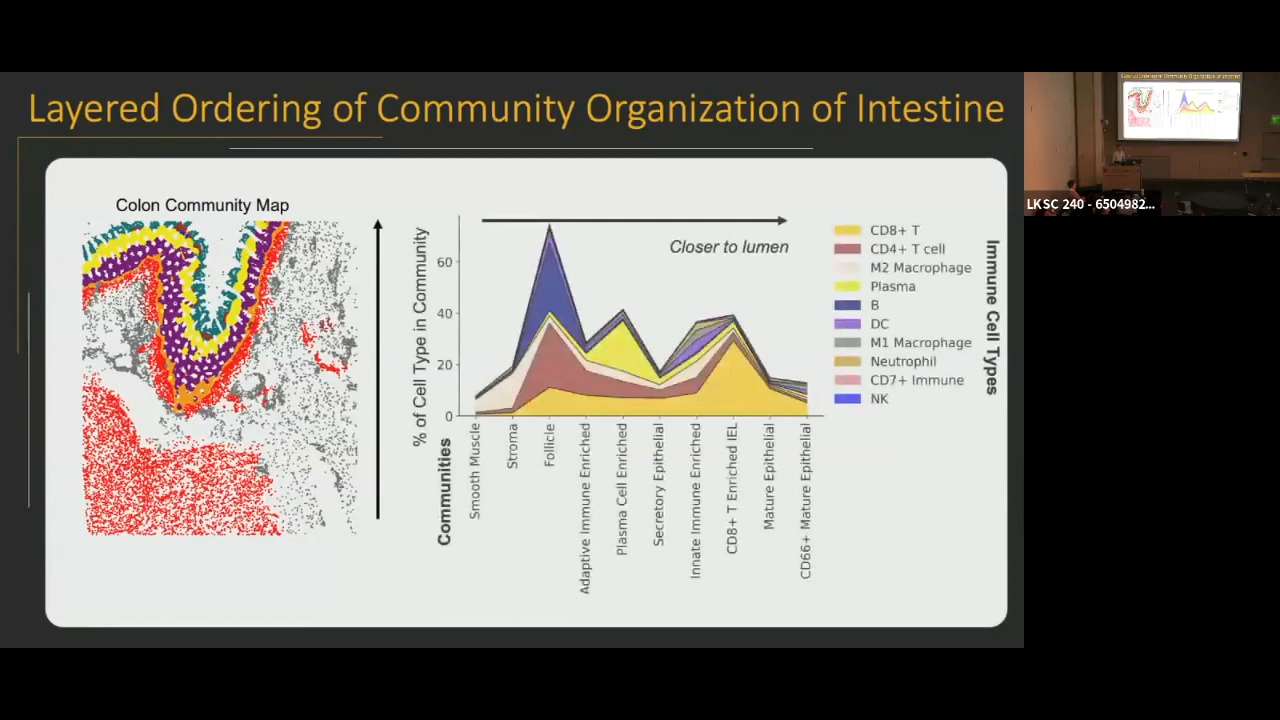 Layered Ordering of Community Organization of Intestine
Colon Community Map
Closer to lumen
% of Cell Type in Community
60
40
20
0
Communities
Smooth Muscle
Stroma
Follicle
Adaptive Immune Enriched
Plasma Cell Enriched
Secretory Epithelial
Innate Immune Enriched
CD8+ T Enriched IEL
Mature Epithelial
CD66+ Mature Epithelial
CD8+ T
CD4+ T cell
M2 Macrophage
Plasma
B
DC
M1 Macrophage
Neutrophil
CD7+ Immune
NK
Immune Cell Types
LKSC 240 - 6504982...